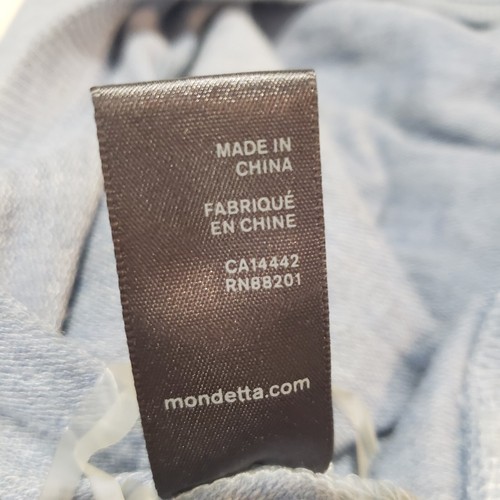 MADE IN
CHINA
FABRIQUÉ
EN CHINE
CA14442
RN88201
mondetta.com